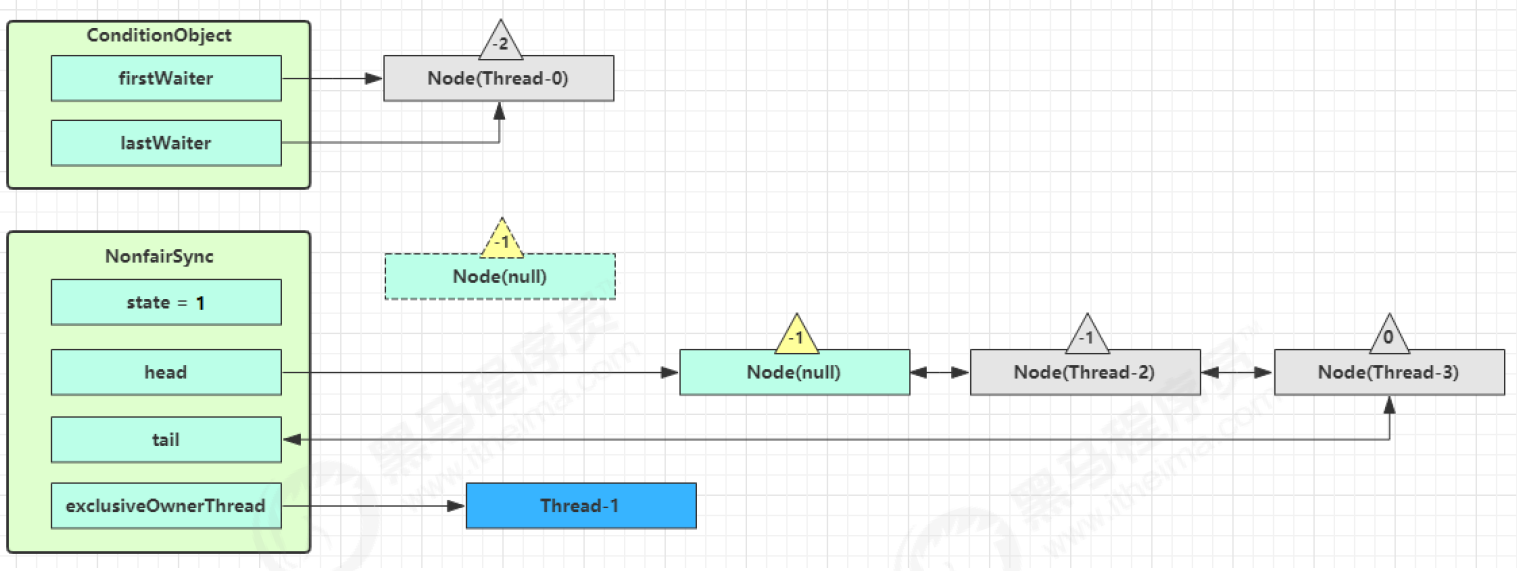 ConditionObject
-2
firstWaiter
Node(Thread-0)
lastWaiter
NonfairSync
-1
Node(null)
state = 1
-1
-1
0
head
Node(null)
Node(Thread-2)
Node(Thread-3)
tail
exclusiveOwnerThread
Thread-1
黑马程序员
www.itheima.com
黑马程序员
www.itheima.com